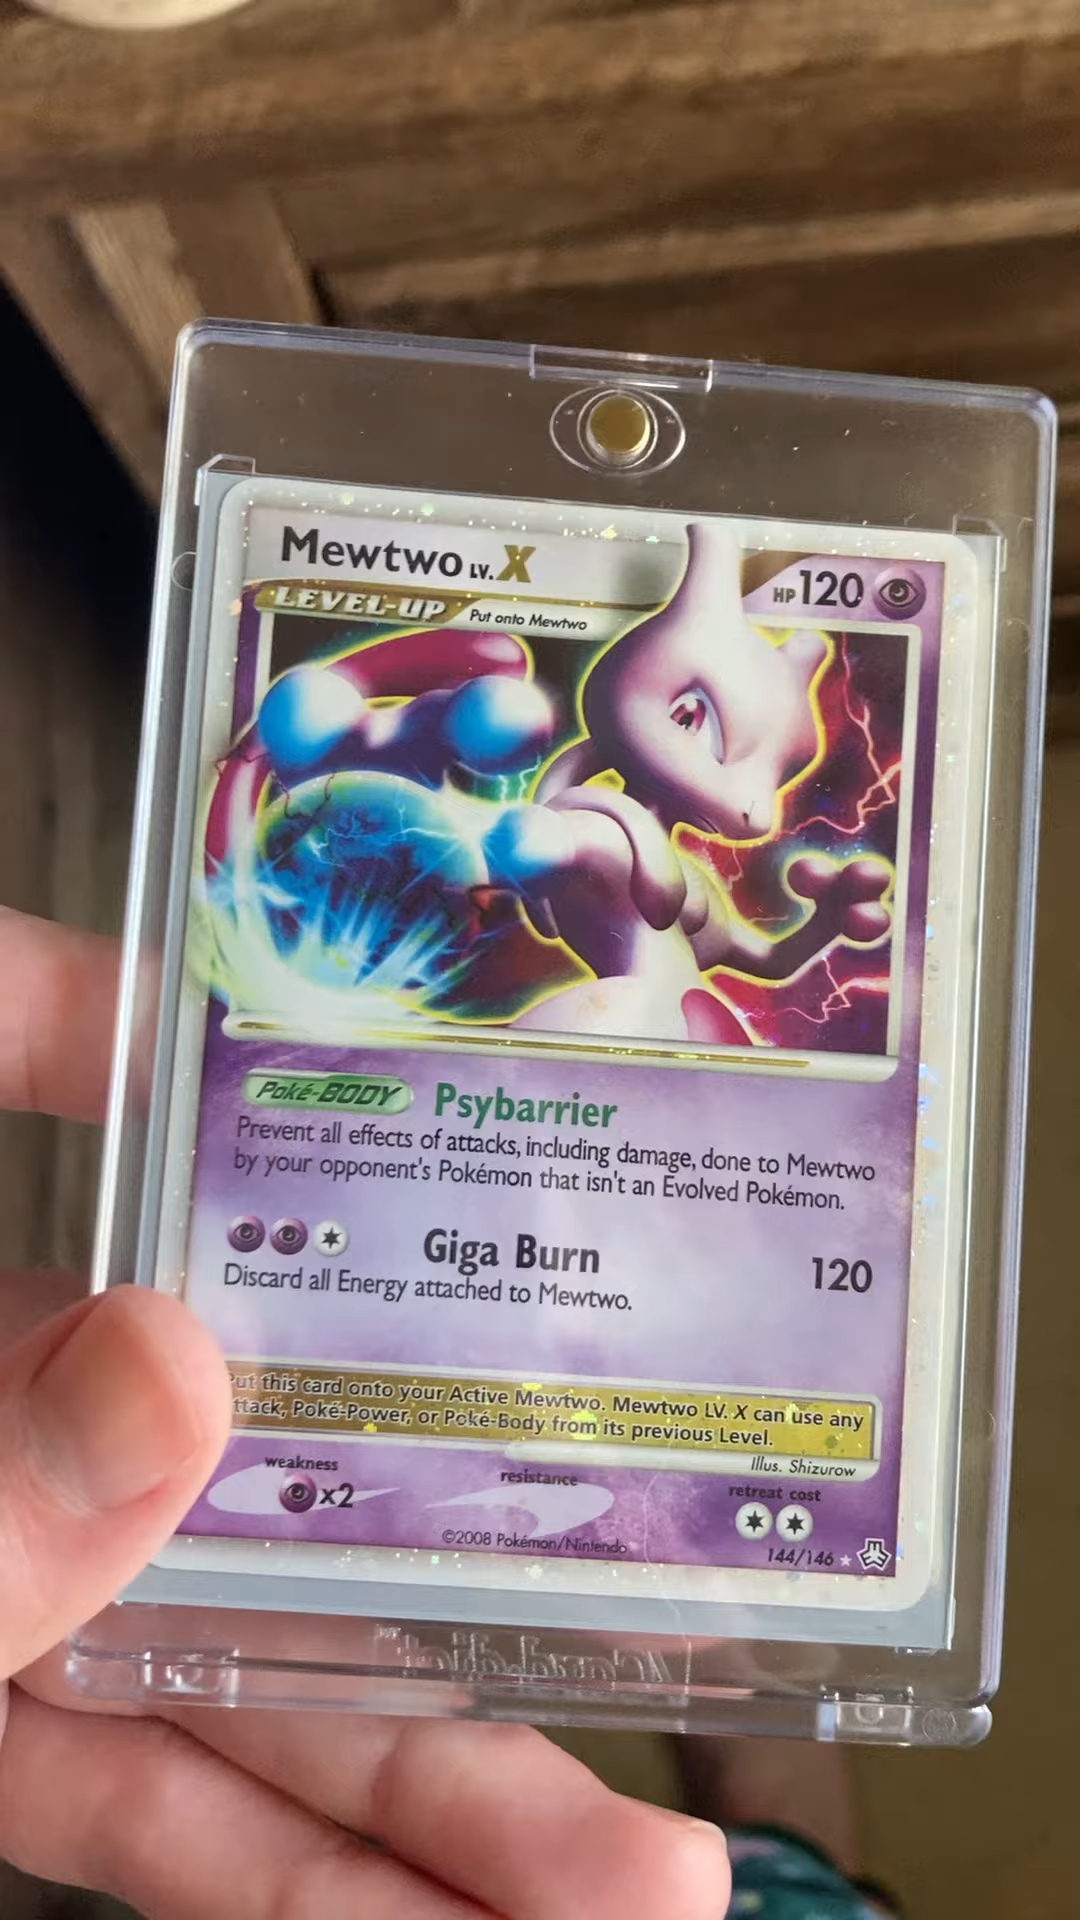 Mewtwo LV. X
HP 120
LEVEL-UP Put onto Mewtwo
Poké-BODY Psybarrier
Prevent all effects of attacks, including damage, done to Mewtwo
by your opponent's Pokémon that isn't an Evolved Pokémon.
Giga Burn 120
Discard all Energy attached to Mewtwo.
this card onto your Active Mewtwo. Mewtwo LV. X can use any
Poké-Power, or Poké-Body from its previous Level.
Illus. Shizurow
weakness resistance retreat cost
x2
©2008 Pokémon/Nintendo
144/146